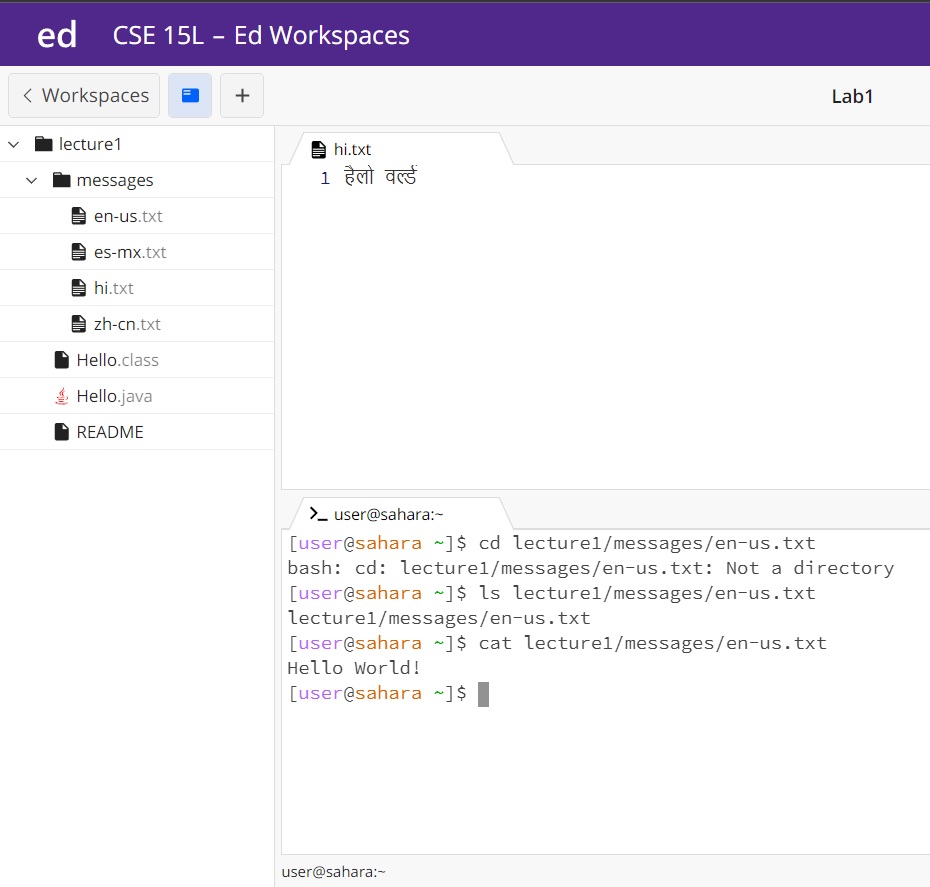 ed CSE 15L – Ed Workspaces
Workspaces + Lab1
lecture1
messages
en-us.txt
es-mx.txt
hi.txt
zh-cn.txt
Hello.class
Hello.java
README
hi.txt
1 हैलो वर्ल्ड
user@sahara:~
[user@sahara ~]$ cd lecture1/messages/en-us.txt
bash: cd: lecture1/messages/en-us.txt: Not a directory
[user@sahara ~]$ ls lecture1/messages/en-us.txt
lecture1/messages/en-us.txt
[user@sahara ~]$ cat lecture1/messages/en-us.txt
Hello World!
[user@sahara ~]$
user@sahara:~